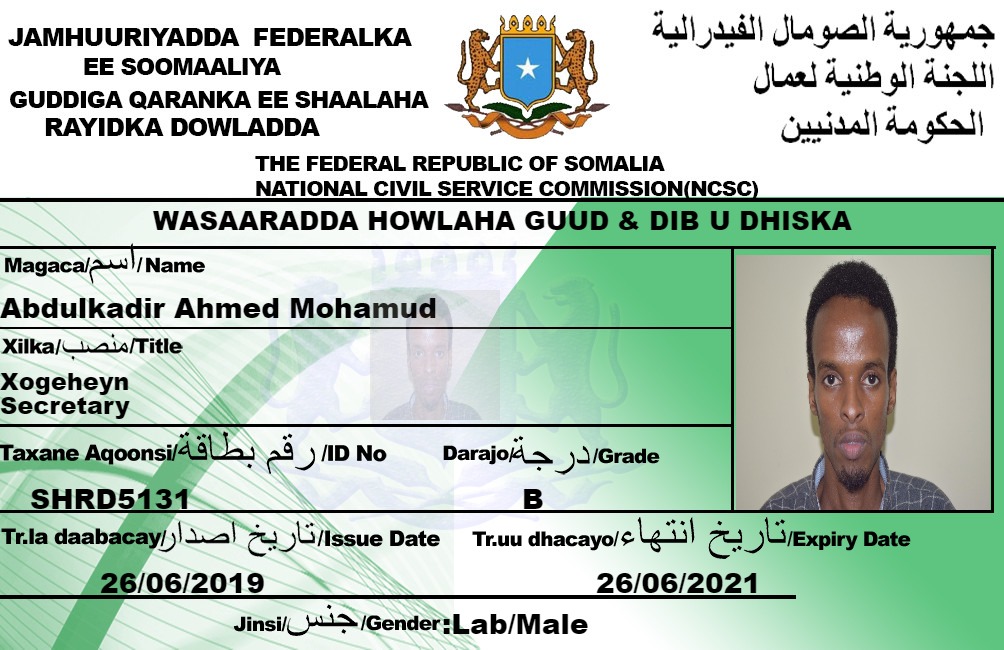 JAMHUURIYADDA FEDERALKA
EE SOOMAALIYA
GUDDIGA QARANKA EE SHAALAHA
RAYIDKA DOWLADDA
جمهورية الصومال الفيدرالية
اللجنة الوطنية لعمال
الحكومة المدنيين
THE FEDERAL REPUBLIC OF SOMALIA
NATIONAL CIVIL SERVICE COMMISSION(NCSC)
WASAARADDA HOWLAHA GUUD & DIB U DHISKA
Magaca/اسم/Name
Abdulkadir Ahmed Mohamud
Xilka/منصب/Title
Xogeheyn
Secretary
Taxane Aqoonsi/رقم بطاقة/ID No
SHRD5131
Darajo/درجة/Grade
B
Tr.la daabacay/تاريخ اصدار/Issue Date
26/06/2019
Tr.uu dhacayo/تاريخ انتهاء/Expiry Date
26/06/2021
Jinsi/جنس/Gender:Lab/Male